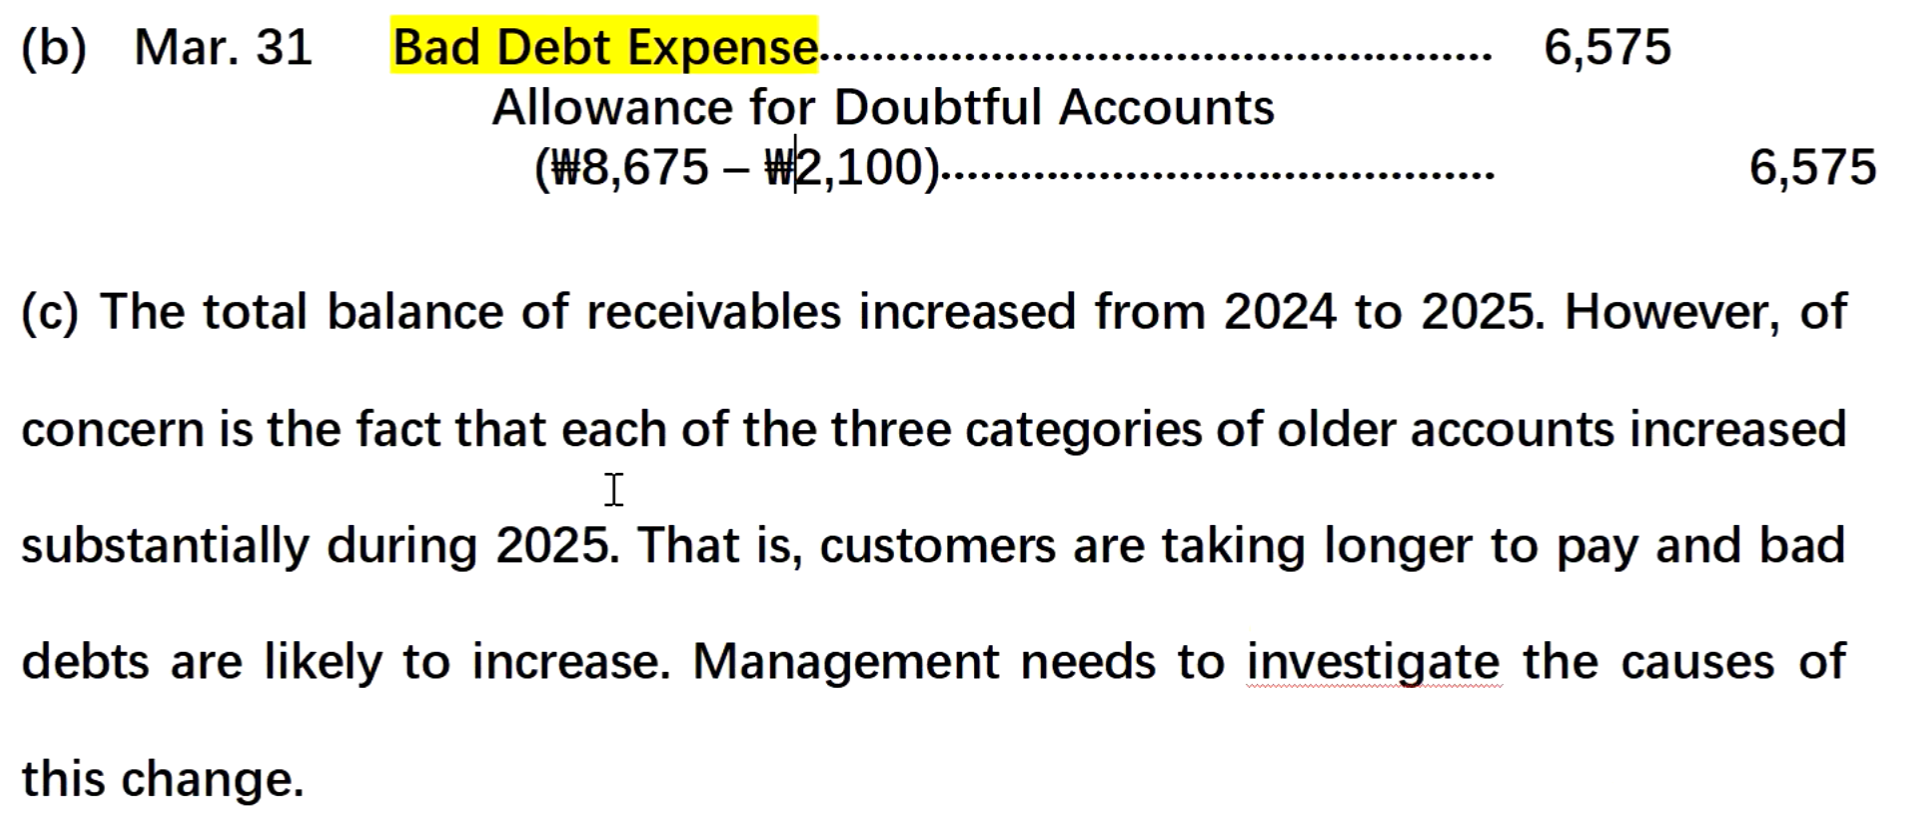 (b) Mar. 31 Bad Debt Expense.................................................... 6,575
Allowance for Doubtful Accounts
(₩8,675 – ₩2,100).......................................... 6,575
(c) The total balance of receivables increased from 2024 to 2025. However, of
concern is the fact that each of the three categories of older accounts increased
substantially during 2025. That is, customers are taking longer to pay and bad
debts are likely to increase. Management needs to investigate the causes of
this change.